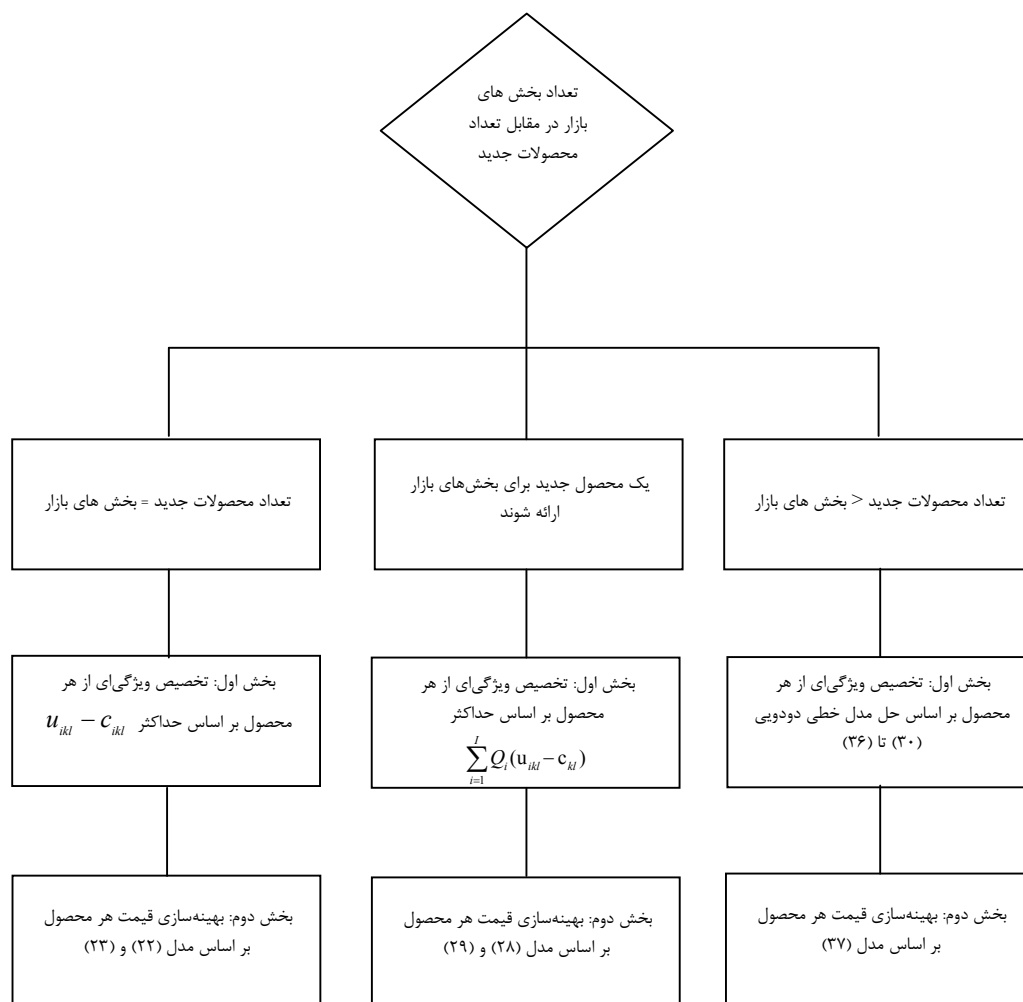 تعداد بخش های
بازار در مقابل تعداد
محصولات جدید
تعداد محصولات جدید < بخش های بازار
یک محصول جدید برای بخش‌های بازار
ارائه شوند
تعداد محصولات جدید = بخش های بازار
بخش اول: تخصیص ویژگی‌ای از هر
محصول بر اساس حل مدل خطی دودویی
(۳۰) تا (۳۶)
بخش اول: تخصیص ویژگی‌ای از هر
محصول بر اساس حداکثر
$\sum_{i=1}^{I} Q_i(u_{ikl} - c_{kl})$
بخش اول: تخصیص ویژگی‌ای از هر
محصول بر اساس حداکثر $u_{ikl} - c_{ikl}$
بخش دوم: بهینه‌سازی قیمت هر محصول
بر اساس مدل (۳۷)
بخش دوم: بهینه‌سازی قیمت هر محصول
بر اساس مدل (۲۸) و (۲۹)
بخش دوم: بهینه‌سازی قیمت هر محصول
بر اساس مدل (۲۲) و (۲۳)